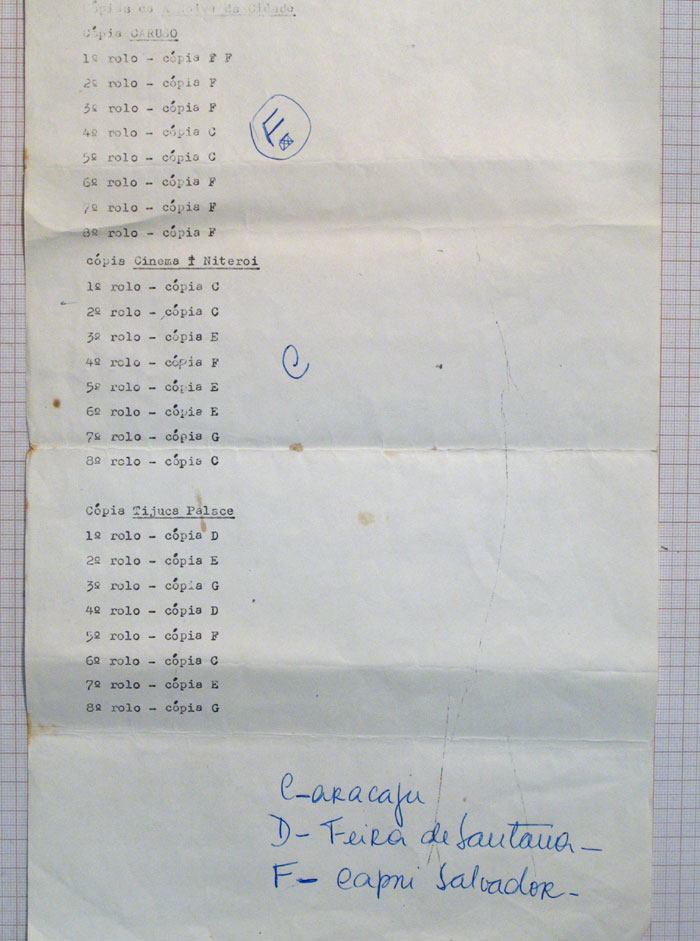 Cópias de A Noiva da Cidade
Cópia CARUSO
1º rolo - cópia F F
2º rolo - cópia F
3º rolo - cópia F
4º rolo - cópia C
5º rolo - cópia C
6º rolo - cópia F
7º rolo - cópia F
8º rolo - cópia F
F
cópia Cinema Niteroi
1º rolo - cópia C
2º rolo - cópia C
3º rolo - cópia E
4º rolo - cópia F
5º rolo - cópia E
6º rolo - cópia E
7º rolo - cópia G
8º rolo - cópia C
C
Cópia Tijuca Palace
1º rolo - cópia D
2º rolo - cópia E
3º rolo - cópia G
4º rolo - cópia D
5º rolo - cópia F
6º rolo - cópia C
7º rolo - cópia E
8º rolo - cópia G
C-aracaju
D- Feira de Santana-
F- Capri Salvador-